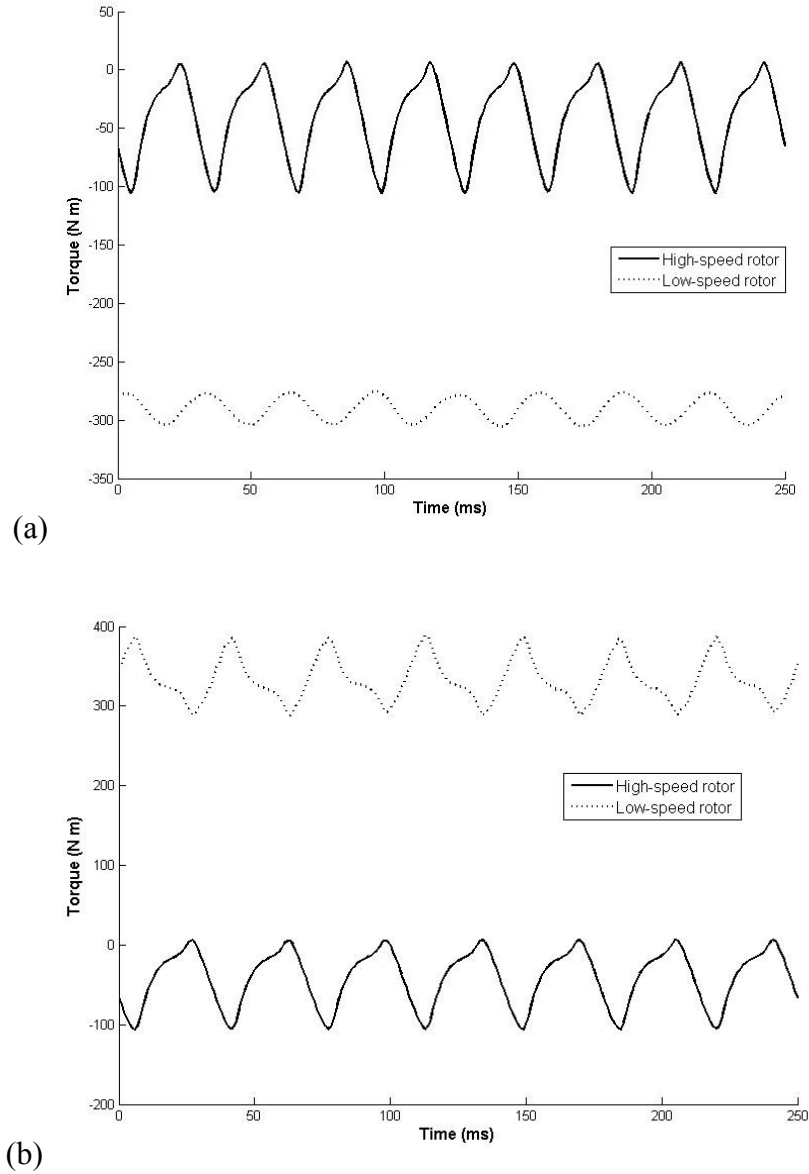 50
0
-50
-100
-150
-200
-250
-300
-350
Torque (N m)
High-speed rotor
Low-speed rotor
0 50 100 150 200 250
Time (ms)
(a)
400
300
200
100
0
-100
-200
Torque (N m)
High-speed rotor
Low-speed rotor
0 50 100 150 200 250
Time (ms)
(b)